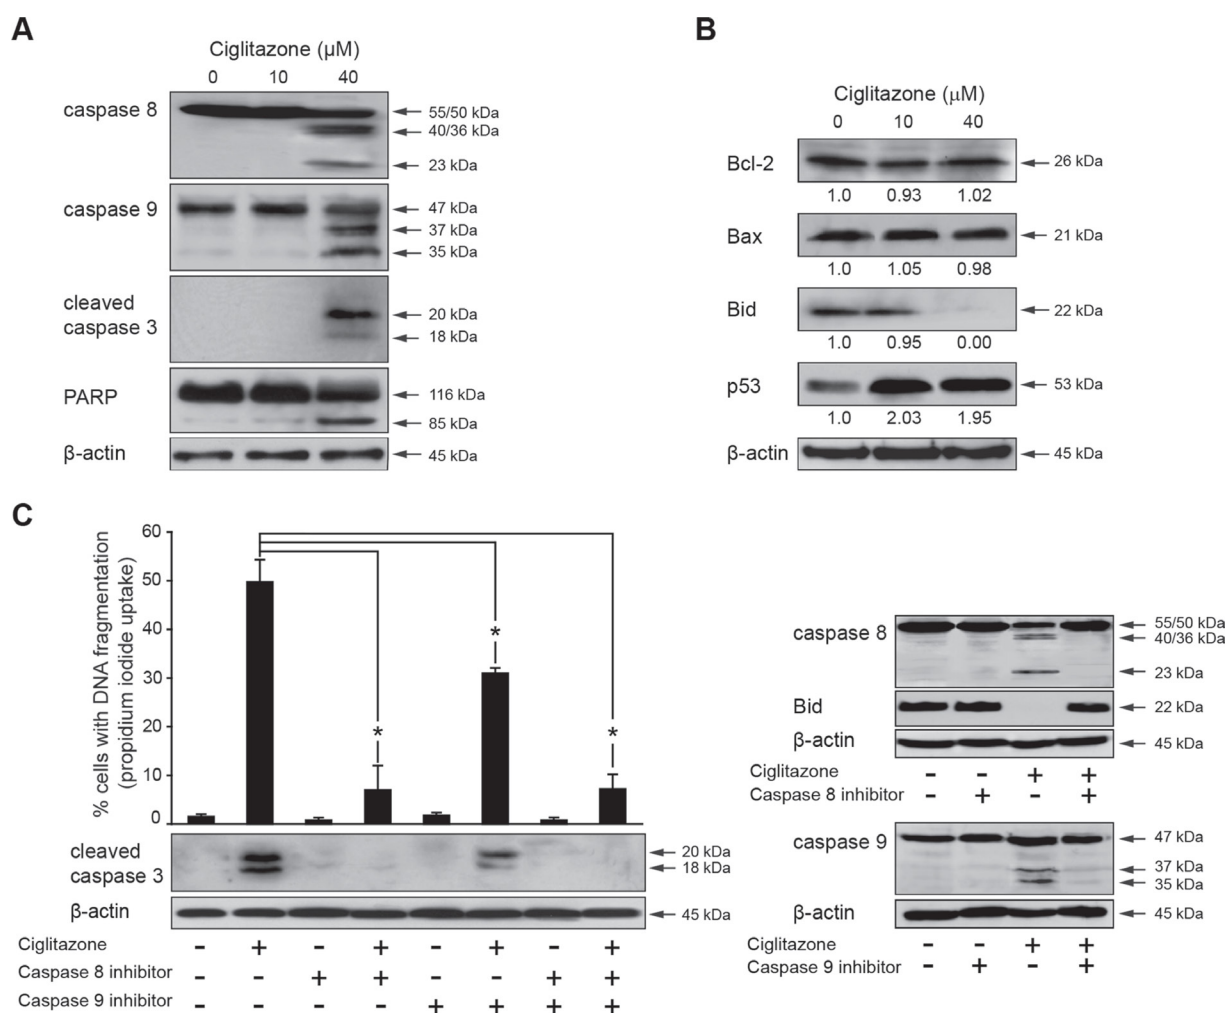 A
Ciglitazone (µM)
0 10 40
caspase 8
55/50 kDa
40/36 kDa
23 kDa
caspase 9
47 kDa
37 kDa
35 kDa
cleaved
caspase 3
20 kDa
18 kDa
PARP
116 kDa
85 kDa
β-actin
45 kDa
B
Ciglitazone (µM)
0 10 40
Bcl-2
26 kDa
1.0 0.93 1.02
Bax
21 kDa
1.0 1.05 0.98
Bid
22 kDa
1.0 0.95 0.00
p53
53 kDa
1.0 2.03 1.95
β-actin
45 kDa
C
% cells with DNA fragmentation
(propidium iodide uptake)
60
50
40
30
20
10
0
* * *
cleaved
caspase 3
20 kDa
18 kDa
β-actin
45 kDa
Ciglitazone - + - + - + - +
Caspase 8 inhibitor - - + + - - + +
Caspase 9 inhibitor - - - - + + + +
caspase 8
55/50 kDa
40/36 kDa
23 kDa
Bid
22 kDa
β-actin
45 kDa
Ciglitazone - - + +
Caspase 8 inhibitor - + - +
caspase 9
47 kDa
37 kDa
35 kDa
β-actin
45 kDa
Ciglitazone - - + +
Caspase 9 inhibitor - + - +